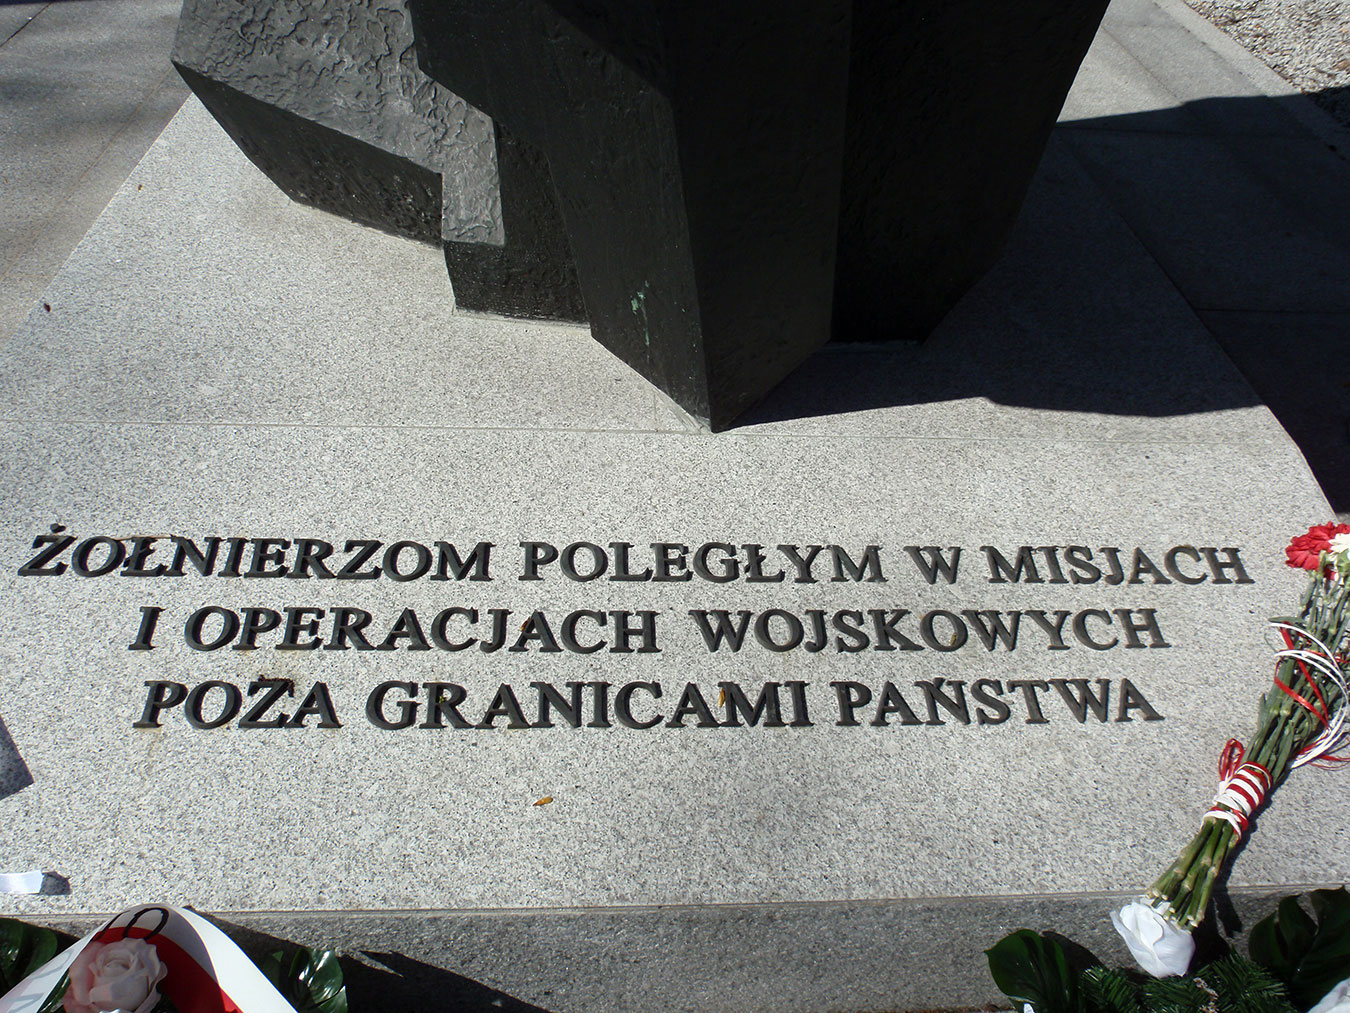 ŻOŁNIERZOM POLEGŁYM W MISJACH
I OPERACJACH WOJSKOWYCH
POZA GRANICAMI PAŃSTWA